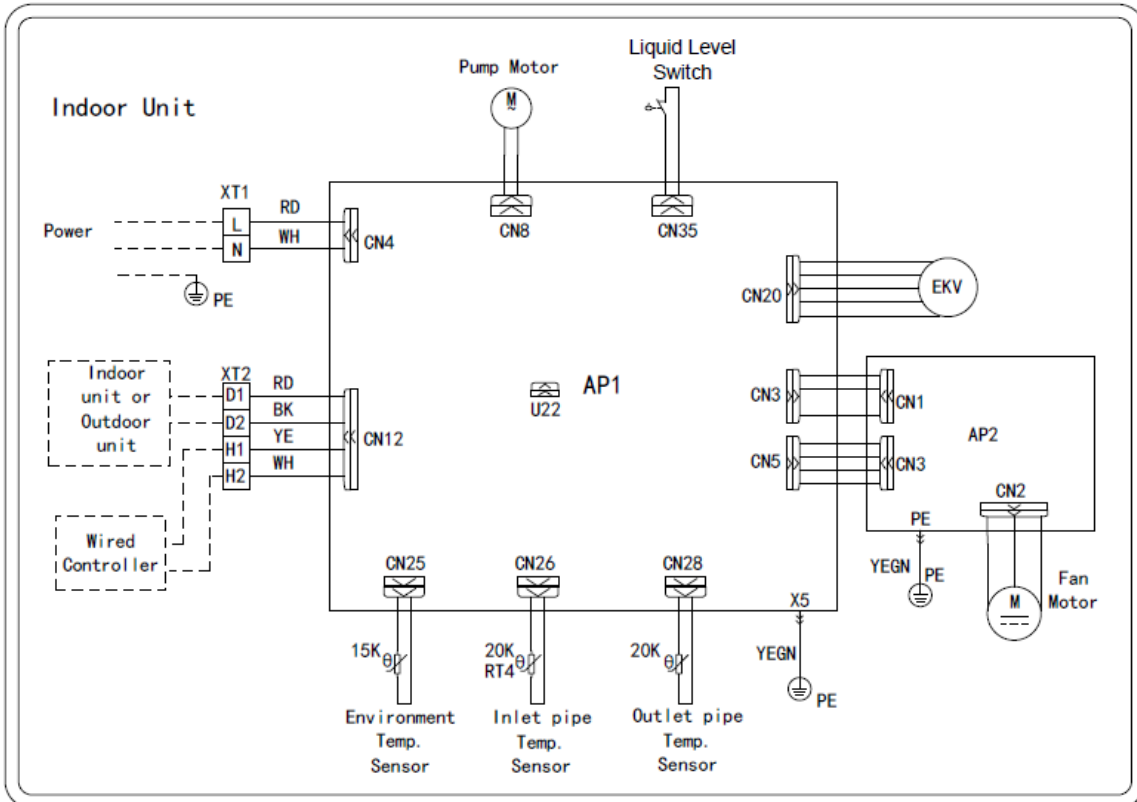 Liquid Level
Switch
Pump Motor
M
~
Indoor Unit
XT1
Power
L
RD
N
WH
CN4
PE
CN8
CN35
CN20
EKV
Indoor
unit or
Outdoor
unit
XT2
D1
RD
D2
BK
H1
YE
H2
WH
CN12
Wired
Controller
U22
AP1
CN3
CN1
CN5
CN3
AP2
CN2
PE
YEGN
PE
M
Fan
Motor
CN25
CN26
CN28
X5
YEGN
PE
15K
θ
20K
RT4
θ
20K
θ
Environment
Temp.
Sensor
Inlet pipe
Temp.
Sensor
Outlet pipe
Temp.
Sensor